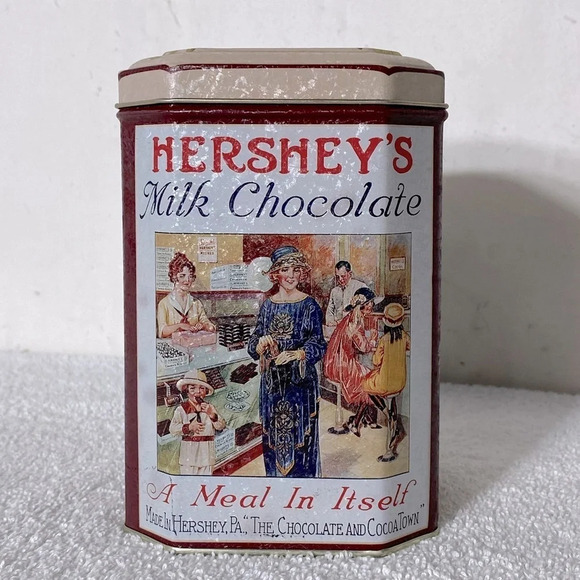 HERSHEY'S
Milk Chocolate
A Meal In Itself
MADE IN HERSHEY, PA., "THE CHOCOLATE AND COCOA TOWN"